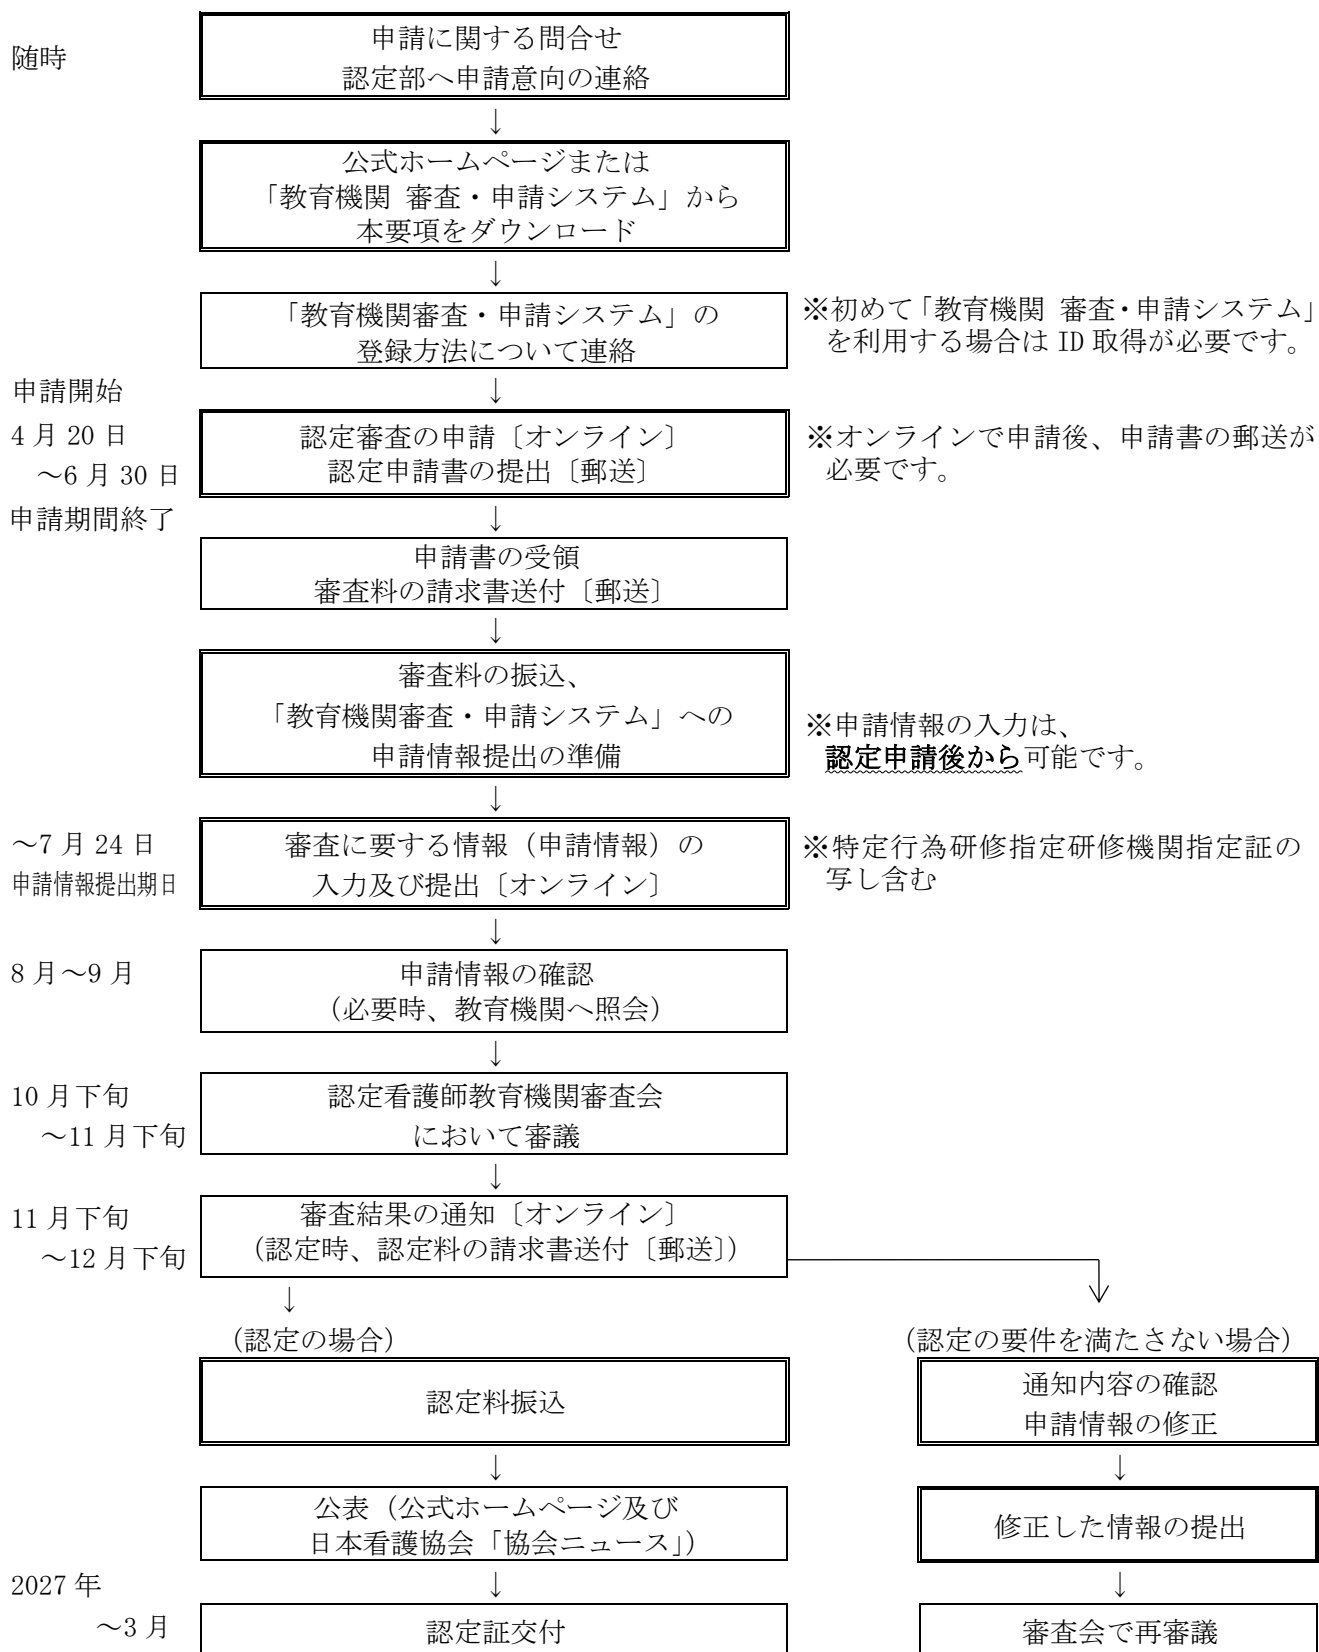 随時
申請に関する問合せ
認定部へ申請意向の連絡
↓
公式ホームページまたは
「教育機関 審査・申請システム」から
本要項をダウンロード
↓
「教育機関審査・申請システム」の
登録方法について連絡
※初めて「教育機関 審査・申請システム」
を利用する場合は ID 取得が必要です。
申請開始
↓
4 月 20 日
～6 月 30 日
申請期間終了
認定審査の申請〔オンライン〕
認定申請書の提出〔郵送〕
※オンラインで申請後、申請書の郵送が
必要です。
↓
申請書の受領
審査料の請求書送付〔郵送〕
↓
審査料の振込、
「教育機関審査・申請システム」への
申請情報提出の準備
※申請情報の入力は、
認定申請後から可能です。
↓
～7 月 24 日
申請情報提出期日
審査に要する情報（申請情報）の
入力及び提出〔オンライン〕
※特定行為研修指定研修機関指定証の
写し含む
↓
8 月～9 月
申請情報の確認
（必要時、教育機関へ照会）
↓
10 月下旬
～11 月下旬
認定看護師教育機関審査会
において審議
↓
11 月下旬
～12 月下旬
審査結果の通知〔オンライン〕
（認定時、認定料の請求書送付〔郵送〕）
↓
（認定の場合）
認定料振込
↓
公表（公式ホームページ及び
日本看護協会「協会ニュース」）
↓
2027 年
～3 月
認定証交付
（認定の要件を満たさない場合）
通知内容の確認
申請情報の修正
↓
修正した情報の提出
↓
審査会で再審議